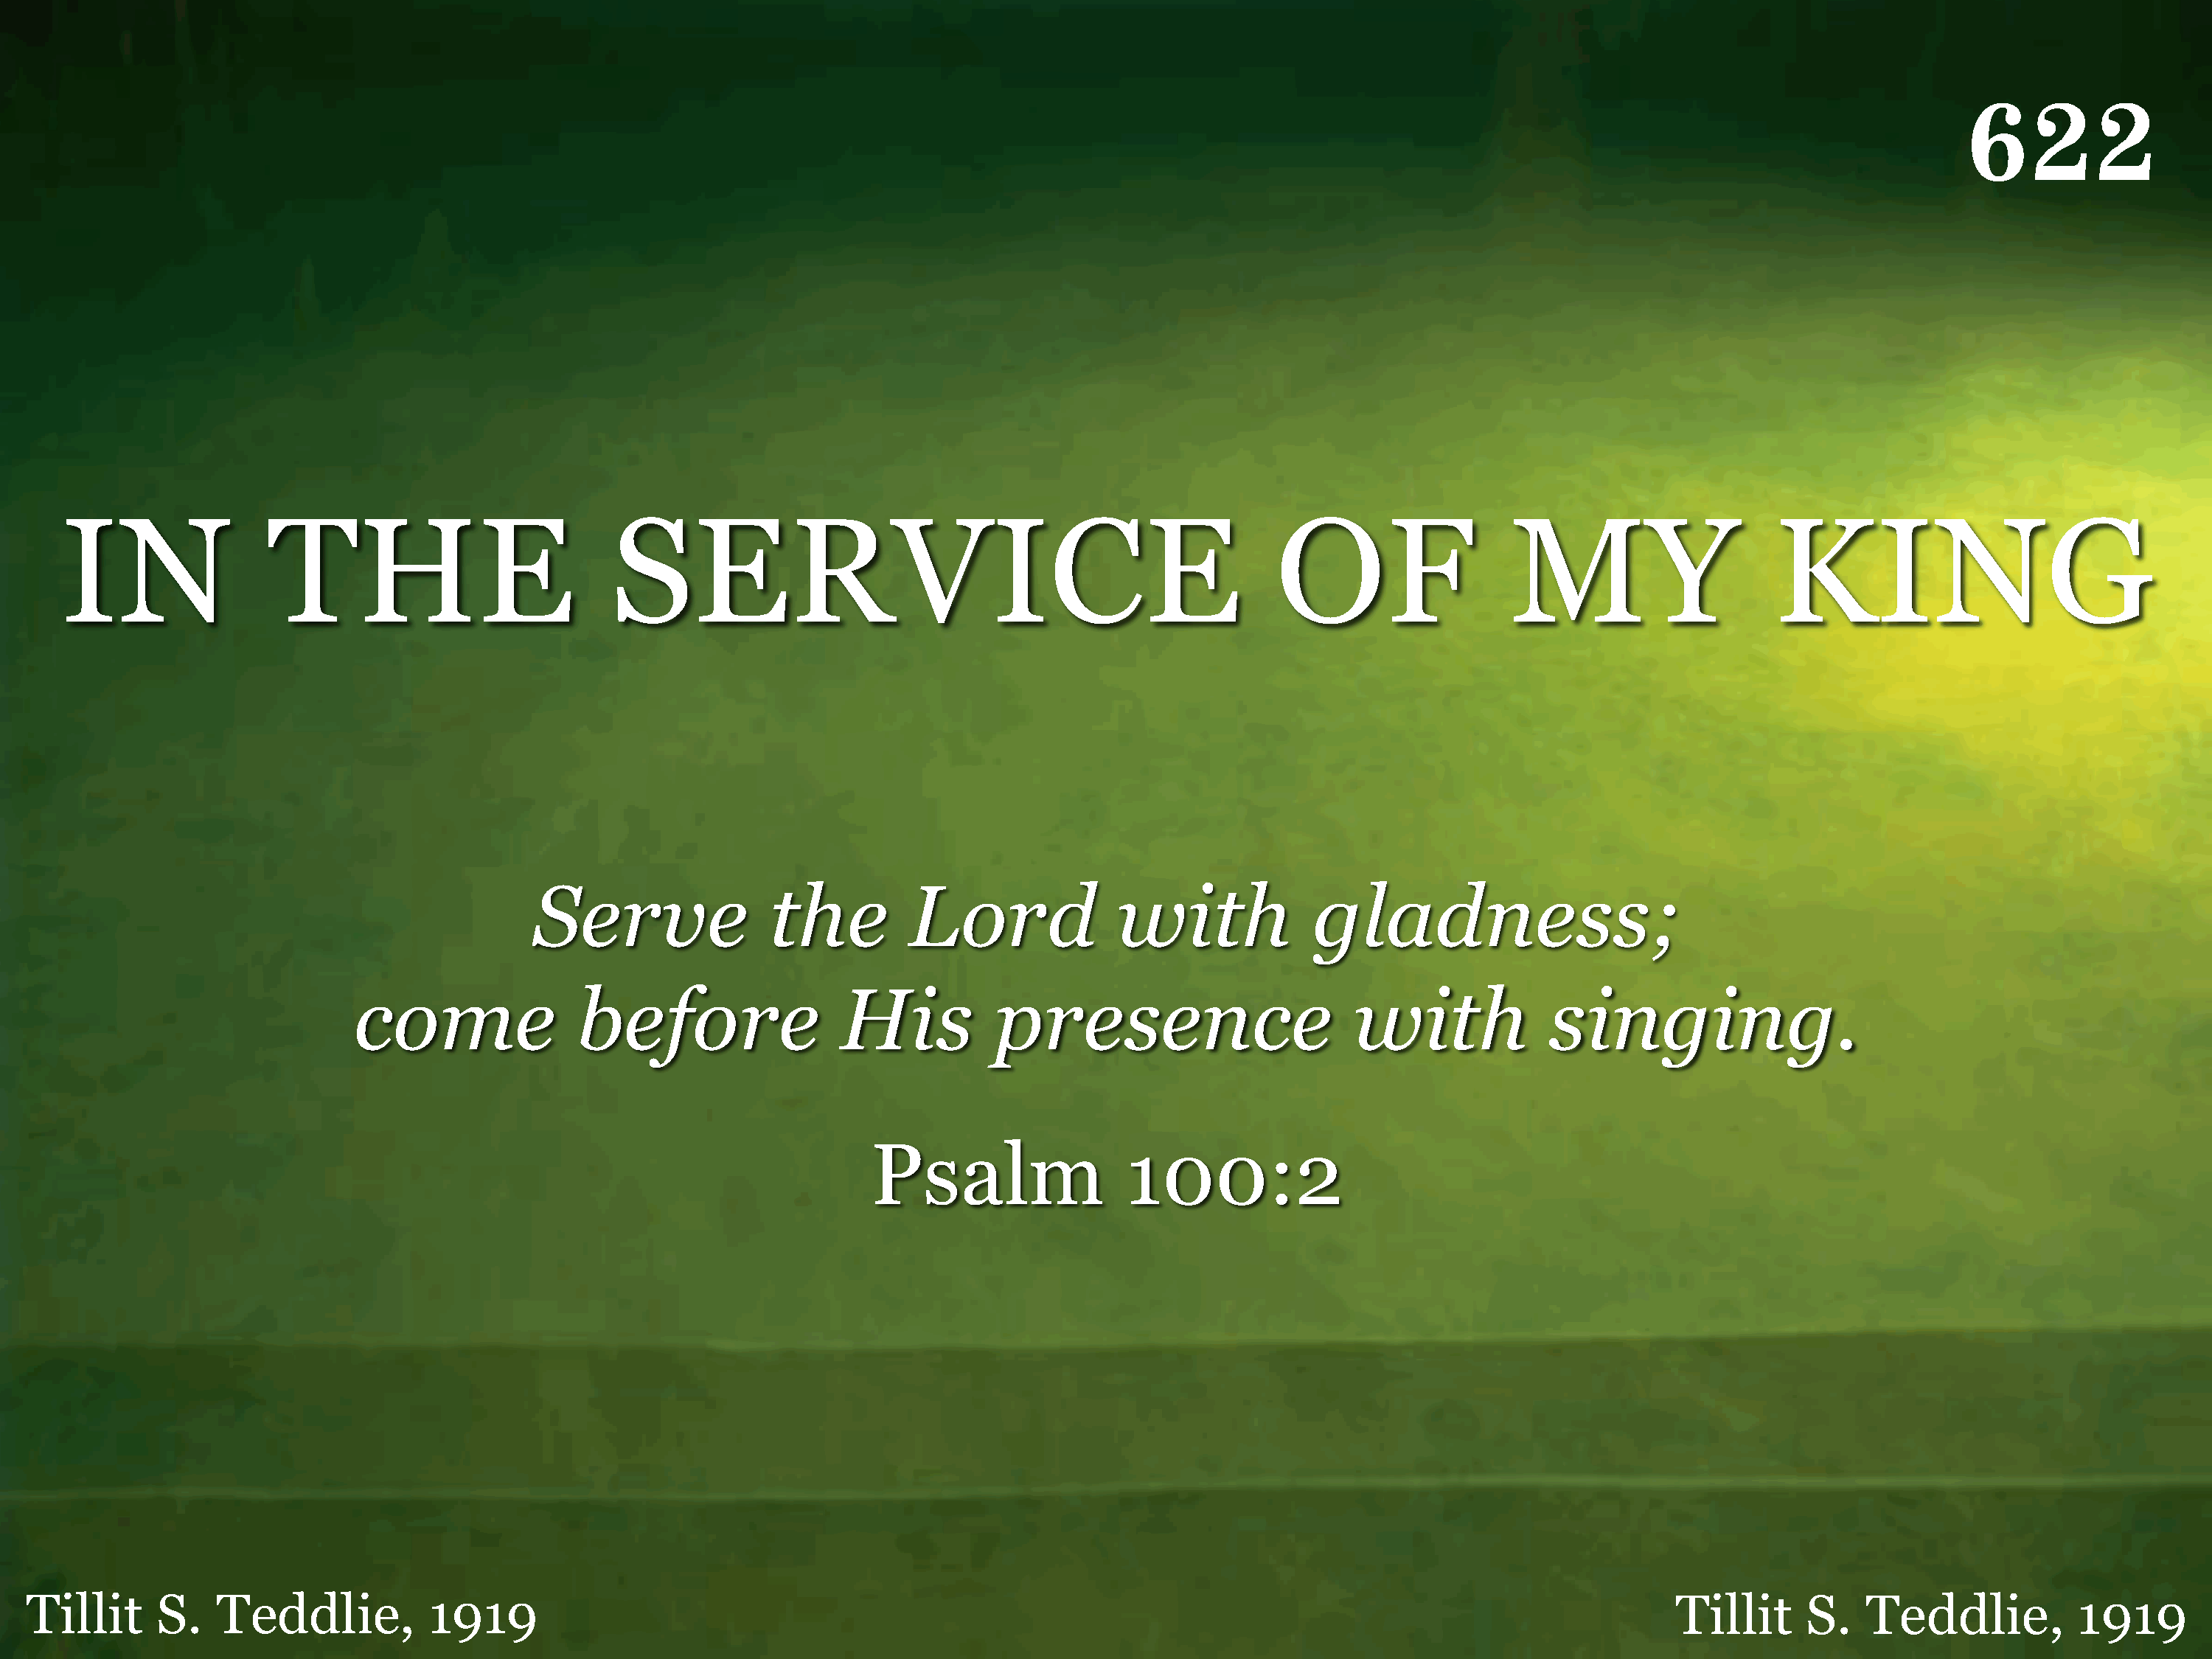 622
IN THE SERVICE OF MY KING
Serve the Lord with gladness;
come before His presence with singing.
Psalm 100:2
Tillit S. Teddlie, 1919
Tillit S. Teddlie, 1919